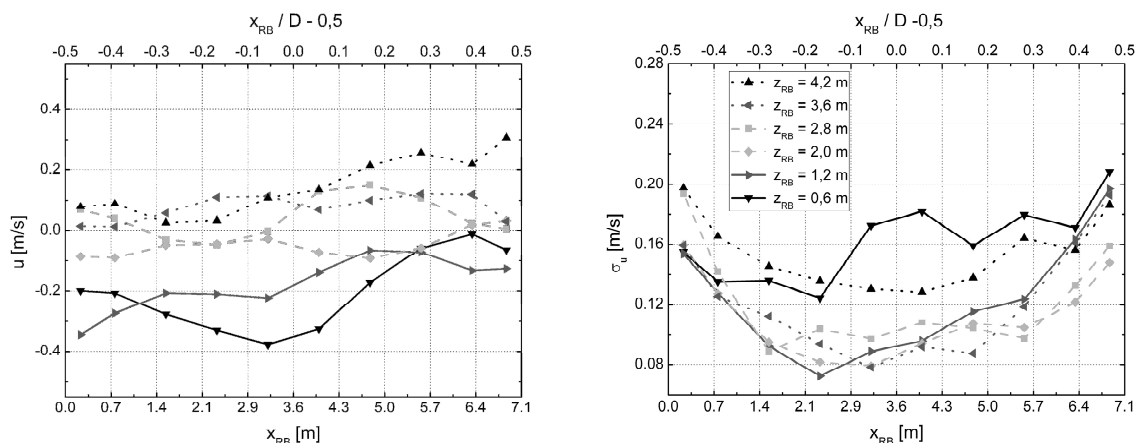 x_RB / D - 0,5
-0.5 -0.4 -0.3 -0.2 -0.1 0.0 0.1 0.2 0.3 0.4 0.5
u [m/s]
0.4
0.2
0.0
-0.2
-0.4
0.0 0.7 1.4 2.1 2.9 3.6 4.3 5.0 5.7 6.4 7.1
x_RB [m]
x_RB / D -0,5
-0.5 -0.4 -0.3 -0.2 -0.1 0.0 0.1 0.2 0.3 0.4 0.5
σ_u [m/s]
0.28
0.24
0.20
0.16
0.12
0.08
z_RB = 4,2 m
z_RB = 3,6 m
z_RB = 2,8 m
z_RB = 2,0 m
z_RB = 1,2 m
z_RB = 0,6 m
0.0 0.7 1.4 2.1 2.9 3.6 4.3 5.0 5.7 6.4 7.1
x_RB [m]